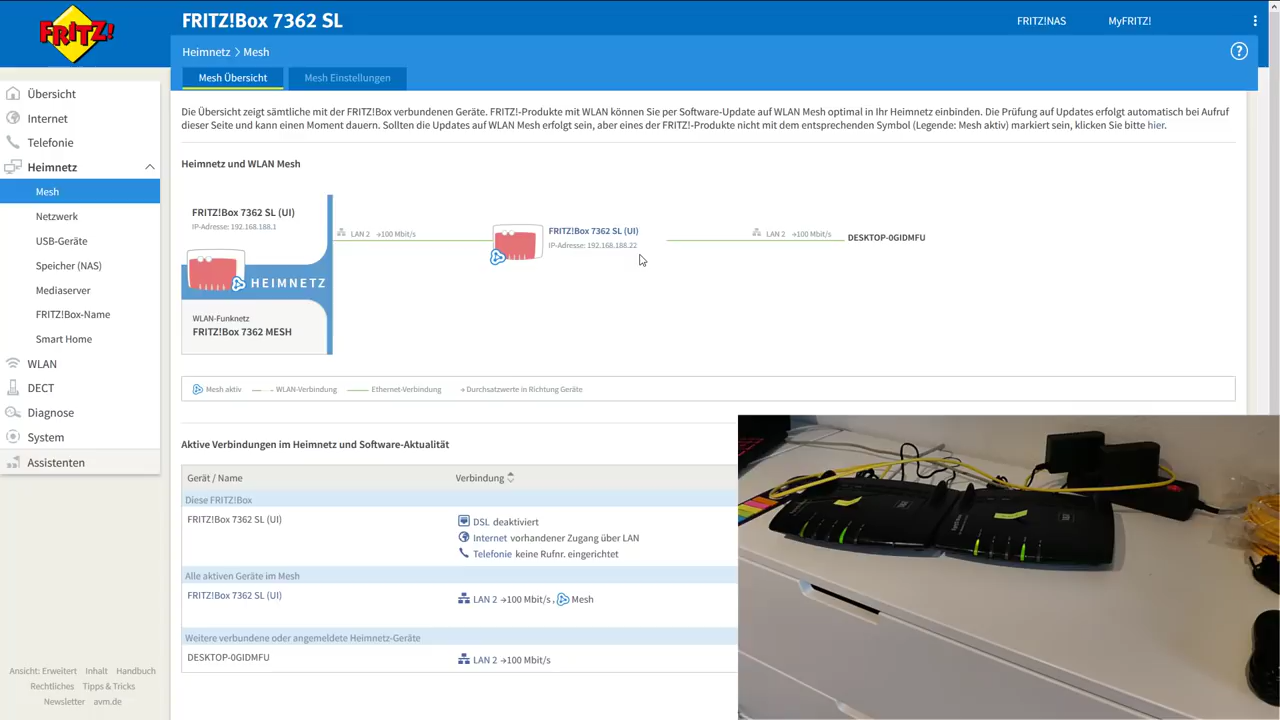 FRITZ!
FRITZ!Box 7362 SL
FRITZ!NAS
MyFRITZ!
Heimnetz > Mesh
?
Mesh Übersicht
Mesh Einstellungen
Übersicht
Internet
Telefonie
Heimnetz
Mesh
Netzwerk
USB-Geräte
Speicher (NAS)
Mediaserver
FRITZ!Box-Name
Smart Home
WLAN
DECT
Diagnose
System
Assistenten
Ansicht: Erweitert Inhalt Handbuch
Rechtliches Tipps & Tricks
Newsletter avm.de
Die Übersicht zeigt sämtliche mit der FRITZ!Box verbundenen Geräte. FRITZ!-Produkte mit WLAN können Sie per Software-Update auf WLAN Mesh optimal in Ihr Heimnetz einbinden. Die Prüfung auf Updates erfolgt automatisch bei Aufruf
dieser Seite und kann einen Moment dauern. Sollten die Updates auf WLAN Mesh erfolgt sein, aber eines der FRITZ!-Produkte nicht mit dem entsprechenden Symbol (Legende: Mesh aktiv) markiert sein, klicken Sie bitte hier.
Heimnetz und WLAN Mesh
FRITZ!Box 7362 SL (UI)
IP-Adresse: 192.168.188.1
HEIMNETZ
WLAN-Funknetz
FRITZ!Box 7362 MESH
LAN 2 →100 Mbit/s
FRITZ!Box 7362 SL (UI)
IP-Adresse: 192.168.188.22
LAN 2 →100 Mbit/s
DESKTOP-0GIDMFU
Mesh aktiv WLAN-Verbindung Ethernet-Verbindung →Durchsatzwerte in Richtung Geräte
Aktive Verbindungen im Heimnetz und Software-Aktualität
Gerät / Name Verbindung
Diese FRITZ!Box
FRITZ!Box 7362 SL (UI)
DSL deaktiviert
Internet vorhandener Zugang über LAN
Telefonie keine Rufnr. eingerichtet
Alle aktiven Geräte im Mesh
FRITZ!Box 7362 SL (UI) LAN 2 →100 Mbit/s, Mesh
Weitere verbundene oder angemeldete Heimnetz-Geräte
DESKTOP-0GIDMFU LAN 2 →100 Mbit/s